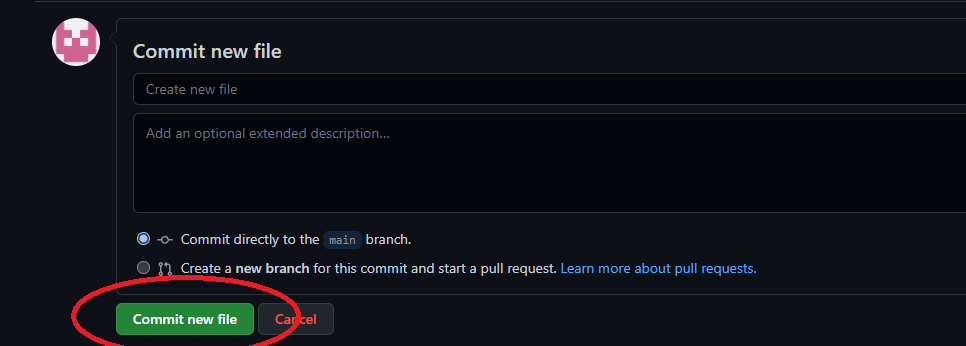 Commit new file
Create new file
Add an optional extended description...
Commit directly to the main branch.
Create a new branch for this commit and start a pull request. Learn more about pull requests.
Commit new file
Cancel